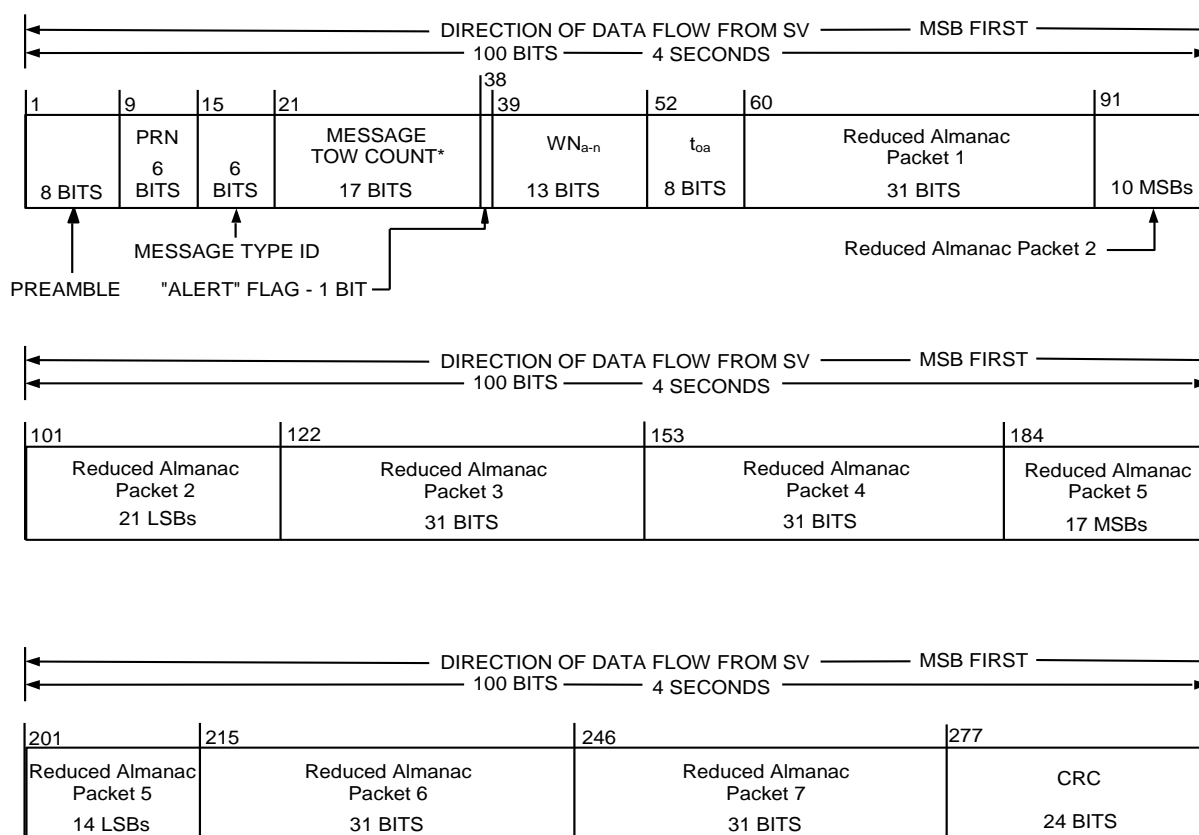 DIRECTION OF DATA FLOW FROM SV MSB FIRST
100 BITS 4 SECONDS
38
1 9 15 21 39 52 60 91
PRN
6
BITS
8 BITS
6
BITS
MESSAGE
TOW COUNT*
17 BITS
WNa-n
13 BITS
toa
8 BITS
Reduced Almanac
Packet 1
31 BITS
10 MSBs
MESSAGE TYPE ID
Reduced Almanac Packet 2
PREAMBLE "ALERT" FLAG - 1 BIT
DIRECTION OF DATA FLOW FROM SV MSB FIRST
100 BITS 4 SECONDS
101 122 153 184
Reduced Almanac
Packet 2
21 LSBs
Reduced Almanac
Packet 3
31 BITS
Reduced Almanac
Packet 4
31 BITS
Reduced Almanac
Packet 5
17 MSBs
DIRECTION OF DATA FLOW FROM SV MSB FIRST
100 BITS 4 SECONDS
201 215 246 277
Reduced Almanac
Packet 5
14 LSBs
Reduced Almanac
Packet 6
31 BITS
Reduced Almanac
Packet 7
31 BITS
CRC
24 BITS